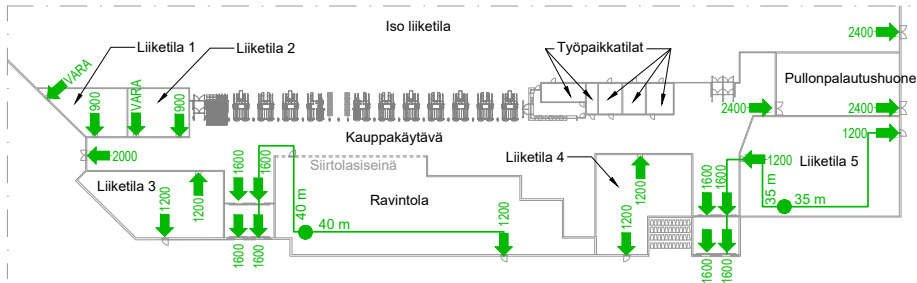 Iso liiketila
2400
Liiketila 1
Liiketila 2
Työpaikkatilat
VARA
Pullonpalautushuone
900
VARA
900
2400
2400
Kauppakäytävä
1200
2000
1600
1600
Siirtolasiseinä
Liiketila 4
1200
Liiketila 5
Liiketila 3
1200
1200
40 m
Ravintola
40 m
1200
1200
1200
1600
1600
35 m
35 m
1600
1600
1600
1600